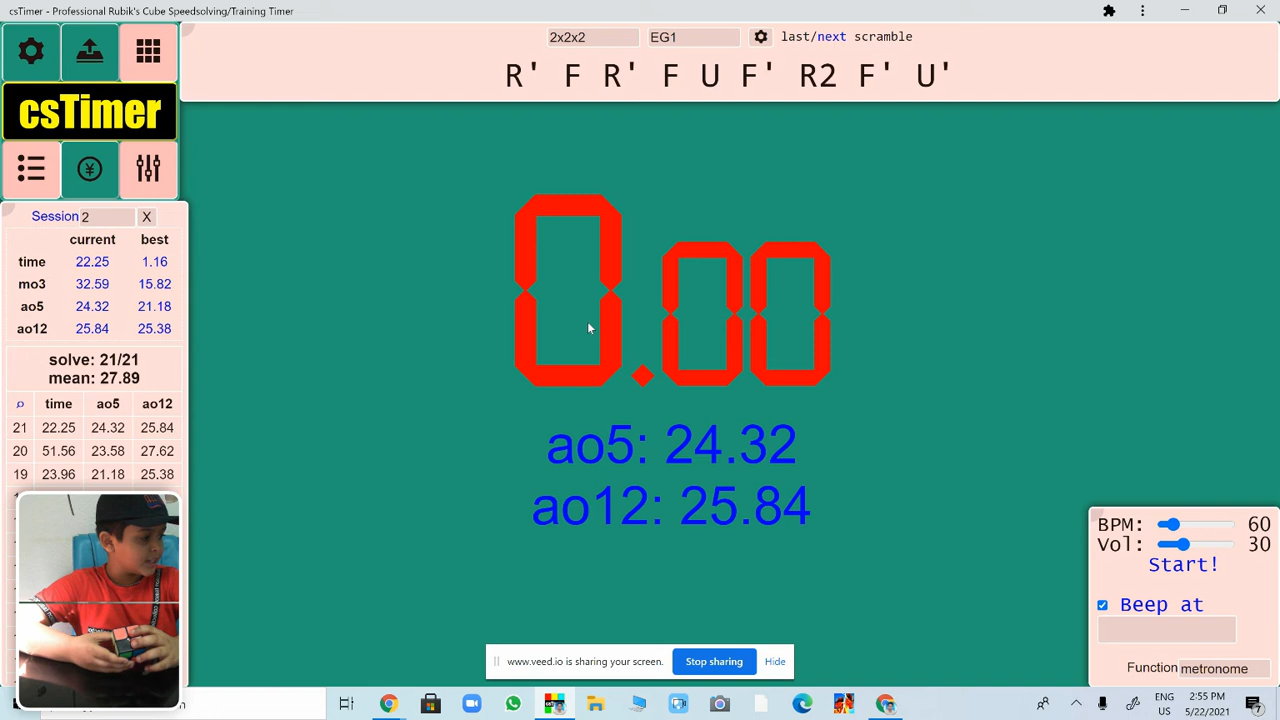 csTimer - Professional Rubik's Cube Speedsolving/Training Timer
2x2x2 EG1 last/next scramble
R' F R' F U F' R2 F' U'
csTimer
Session 2 X
current best
time 22.25 1.16
mo3 32.59 15.82
ao5 24.32 21.18
ao12 25.84 25.38
solve: 21/21
mean: 27.89
time ao5 ao12
21 22.25 24.32 25.84
20 51.56 23.58 27.62
19 23.96 21.18 25.38
0.00
ao5: 24.32
ao12: 25.84
BPM: 60
Vol: 30
Start!
Beep at
Function metronome
www.veed.io is sharing your screen. Stop sharing Hide
ENG
US
2:55 PM
5/22/2021
7